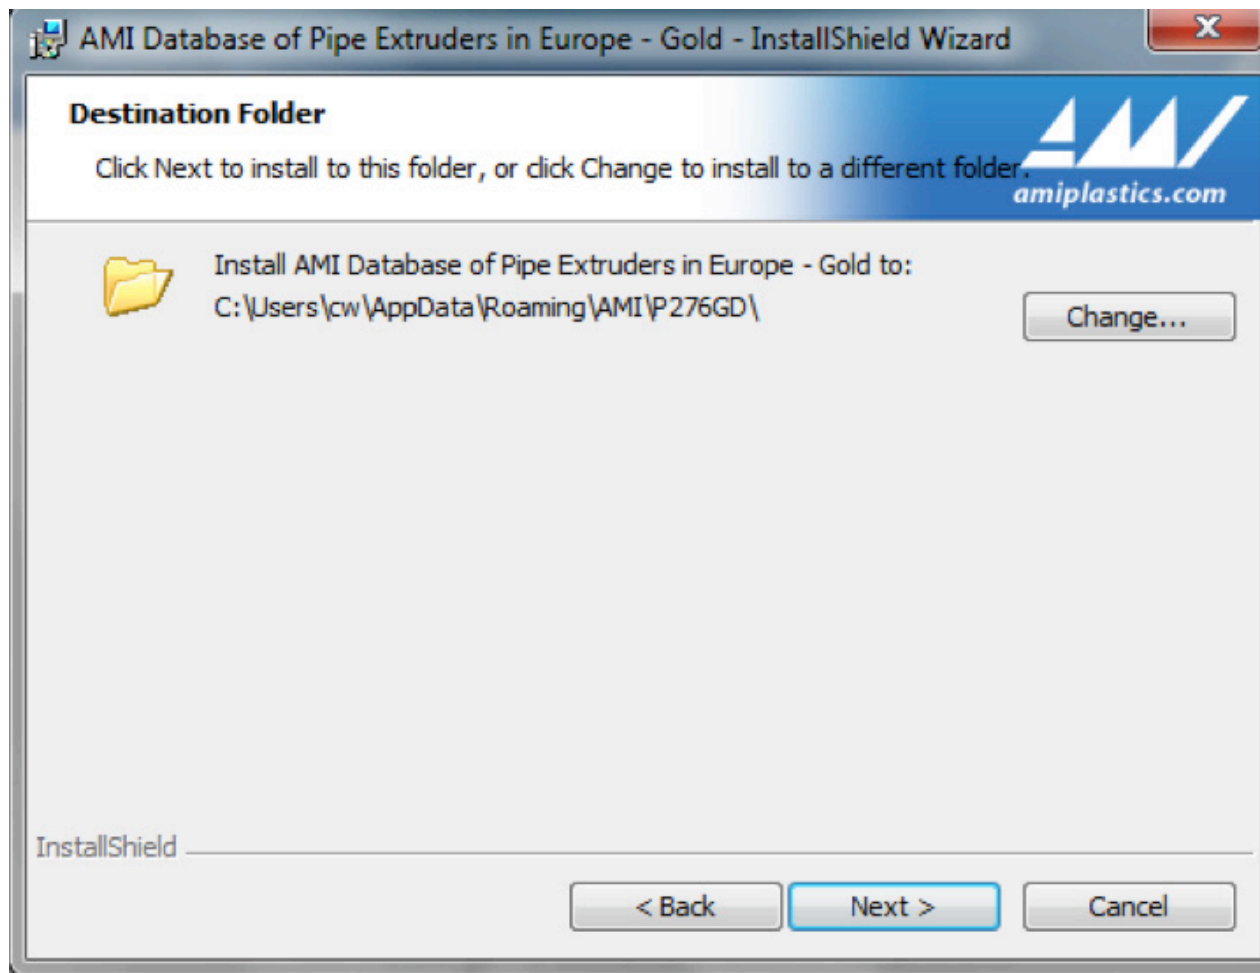 AMI Database of Pipe Extruders in Europe - Gold - InstallShield Wizard
Destination Folder
Click Next to install to this folder, or click Change to install to a different folder.
AMI
amiplastics.com
Install AMI Database of Pipe Extruders in Europe - Gold to:
C:\Users\cw\AppData\Roaming\AMI\P276GD\
Change...
InstallShield
< Back
Next >
Cancel